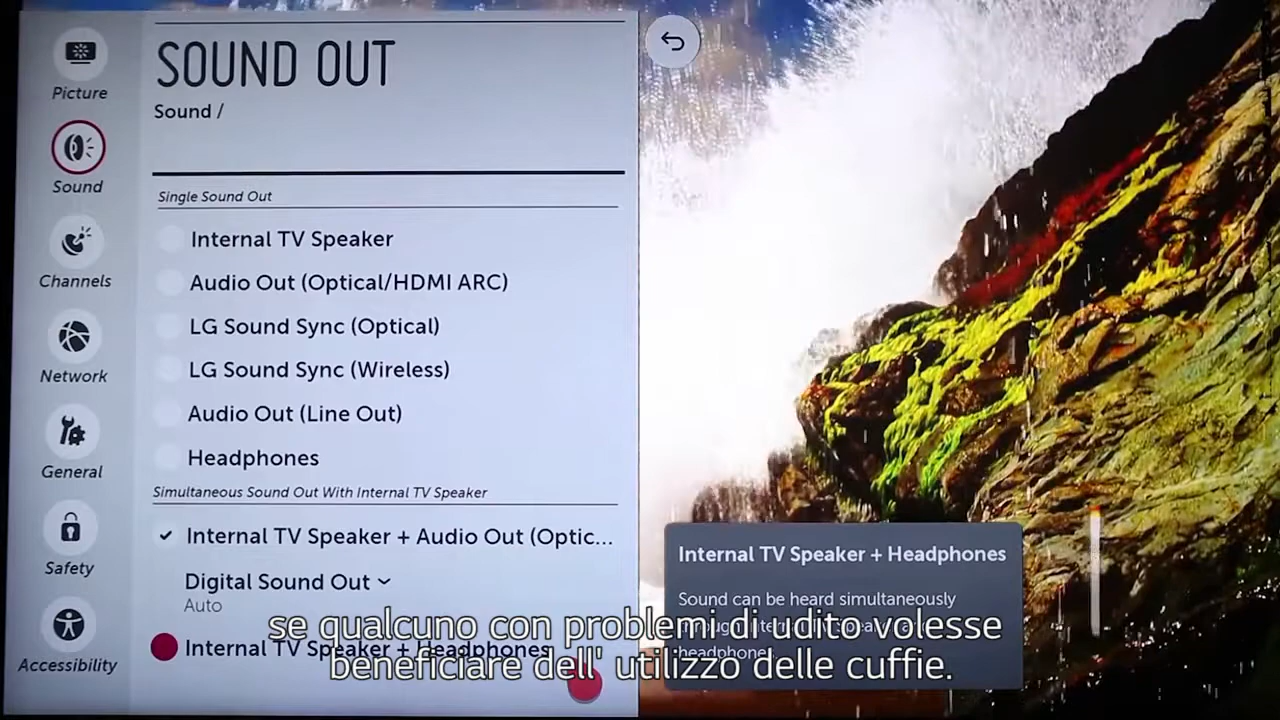 SOUND OUT
Sound /
Picture
Sound
Channels
Network
General
Safety
Accessibility
Single Sound Out
Internal TV Speaker
Audio Out (Optical/HDMI ARC)
LG Sound Sync (Optical)
LG Sound Sync (Wireless)
Audio Out (Line Out)
Headphones
Simultaneous Sound Out With Internal TV Speaker
Internal TV Speaker + Audio Out (Optic...
Digital Sound Out
Auto
Internal TV Speaker + Headphones
Internal TV Speaker + Headphones
Sound can be heard simultaneously
headphones.
se qualcuno con problemi di udito volesse
beneficiare dell' utilizzo delle cuffie.